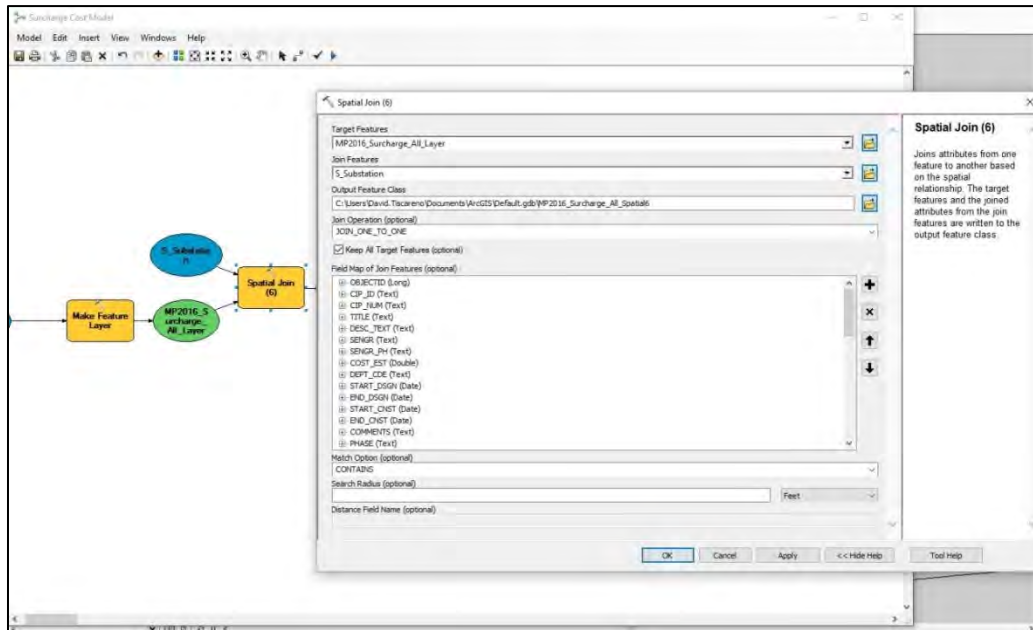 Surcharge Cost Model
Model Edit Insert View Windows Help
Spatial Join (6)
Target Features
MP2016_Surcharge_All_Layer
Join Features
S_Substation
Output Feature Class
C:\Users\David.Tiscareno\Documents\ArcGIS\Default.gdb\MP2016_Surcharge_All_Spatial6
Join Operation (optional)
JOIN_ONE_TO_ONE
Keep All Target Features (optional)
Field Map of Join Features (optional)
OBJECTID (Long)
CIP_ID (Text)
CIP_NUM (Text)
TITLE (Text)
DESC_TEXT (Text)
SENGR (Text)
SENGR_PH (Text)
COST_EST (Double)
DEPT_CDE (Text)
START_DSGN (Date)
END_DSGN (Date)
START_CNST (Date)
END_CNST (Date)
COMMENTS (Text)
PHASE (Text)
Match Option (optional)
CONTAINS
Search Radius (optional)
Feet
Distance Field Name (optional)
OK Cancel Apply << Hide Help Tool Help
Spatial Join (6)
Joins attributes from one
feature to another based
on the spatial
relationship. The target
features and the joined
attributes from the join
features are written to the
output feature class.
S_Substatio
n
Spatial Join
(6)
Make Feature
Layer
MP2016_S
urcharge_
All_Layer